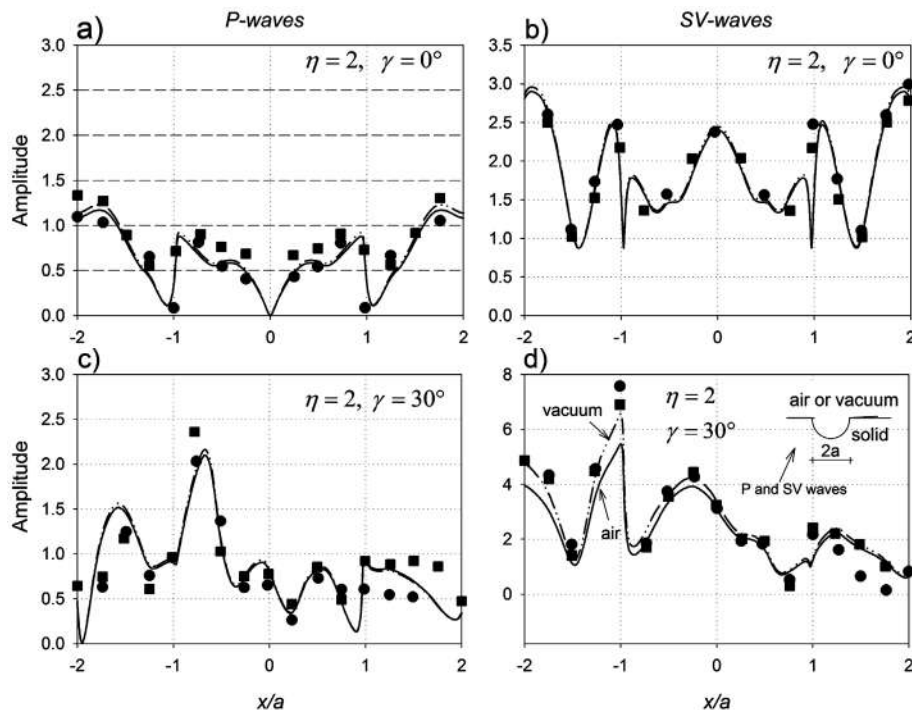 P-waves
SV-waves
a)
η = 2, γ = 0°
3.0
2.5
2.0
1.5
1.0
0.5
0.0
Amplitude
-2
-1
0
1
2
b)
η = 2, γ = 0°
3.5
3.0
2.5
2.0
1.5
1.0
0.5
0.0
-2
-1
0
1
2
c)
η = 2, γ = 30°
3.0
2.5
2.0
1.5
1.0
0.5
0.0
Amplitude
-2
-1
0
1
2
x/a
d)
8
6
4
2
0
vacuum
η = 2
γ = 30°
air
air or vacuum
solid
2a
P and SV waves
-2
-1
0
1
2
x/a